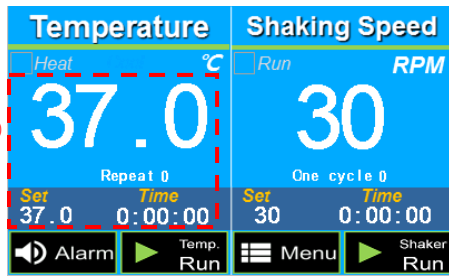 Temperature
Heat
°C
37.0
Repeat 0
Set
Time
37.0
0:00:00
Alarm
Temp.
Run
Shaking Speed
Run
RPM
30
One cycle 0
Set
Time
30
0:00:00
Menu
Shaker
Run